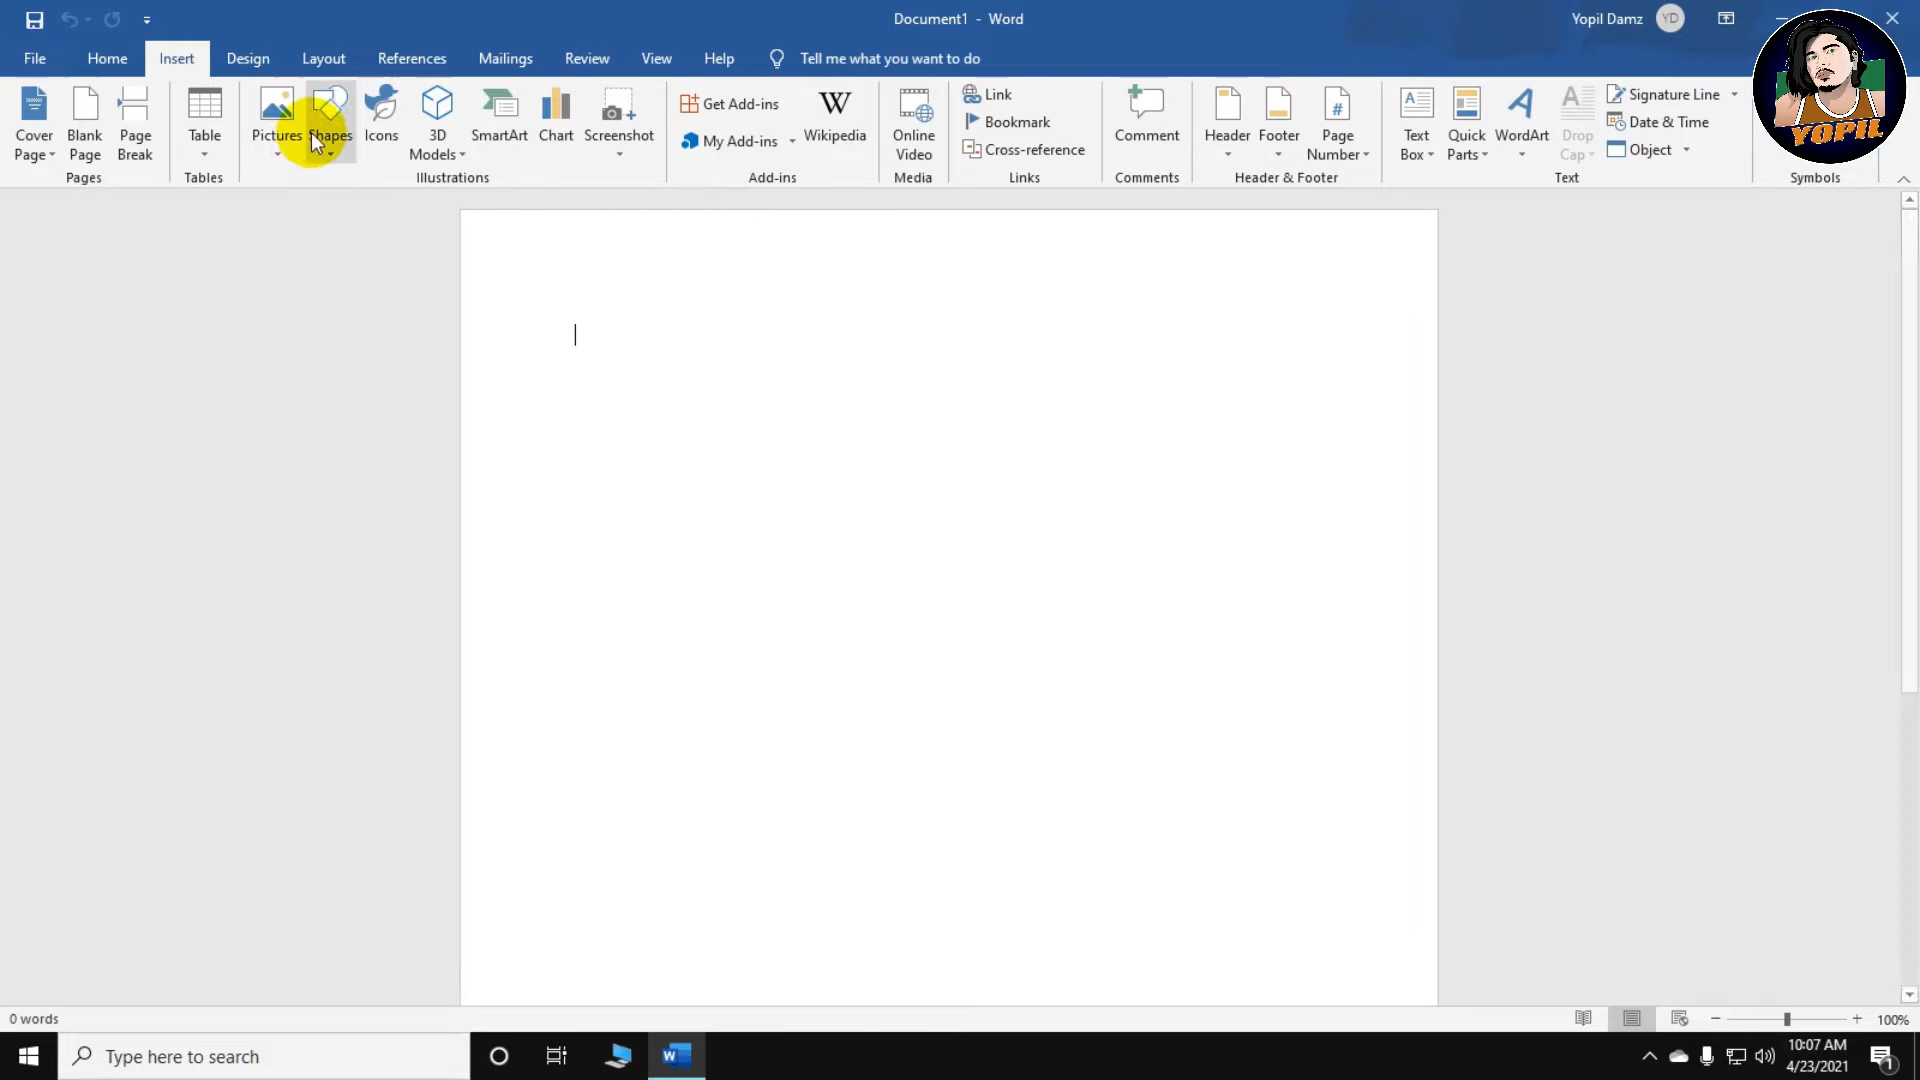 Document1 - Word
Yopil Damz YD
File Home Insert Design Layout References Mailings Review View Help Tell me what you want to do
Cover Page
Blank Page
Page Break
Pages
Table
Tables
Pictures
Shapes
Icons
3D Models
SmartArt
Chart
Screenshot
Illustrations
Get Add-ins
My Add-ins
W
Wikipedia
Add-ins
Online Video
Media
Link
Bookmark
Cross-reference
Links
Comment
Comments
Header
Footer
#
Page Number
Header & Footer
A
Text Box
Quick Parts
A
WordArt
A
Drop Cap
Signature Line
Date & Time
Object
Text
Symbols
YOPIL
0 words
100%
Type here to search
W
10:07 AM
4/23/2021
1